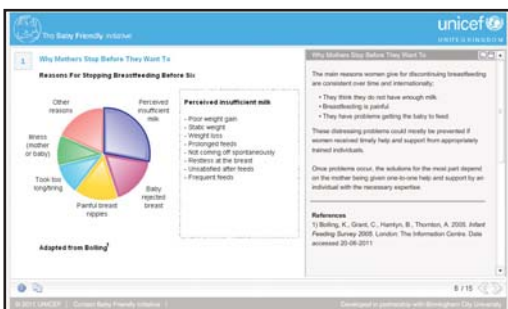 The Baby Friendly Initiative
unicef
UNITED KINGDOM
1 Why Mothers Stop Before They Want To
Reasons For Stopping Breastfeeding Before Six
Other reasons
Perceived insufficient milk
Illness (mother or baby)
Took too long/tiring
Painful breast nipples
Baby rejected breast
Perceived insufficient milk
- Poor weight gain
- Static weight
- Weight loss
- Prolonged feeds
- Not coming off spontaneously
- Restless at the breast
- Unsatisfied after feeds
- Frequent feeds
Adapted from Bolling
Why Mothers Stop Before They Want To
The main reasons women give for discontinuing breastfeeding
are consistent over time and internationally;
• They think they do not have enough milk
• Breastfeeding is painful
• They have problems getting the baby to feed
These distressing problems could mostly be prevented if
women received timely help and support from appropriately
trained individuals.
Once problems occur, the solutions for the most part depend
on the mother being given one-to-one help and support by an
individual with the necessary expertise.
References
1) Bolling, K., Grant, C., Hamlyn, B., Thornton, A. 2005. Infant
Feeding Survey 2005. London: The Information Centre. Date
accessed 20-06-2011
8 / 15
© 2011 UNICEF | Contact Baby Friendly Initiative |
Developed in partnership with Birmingham City University